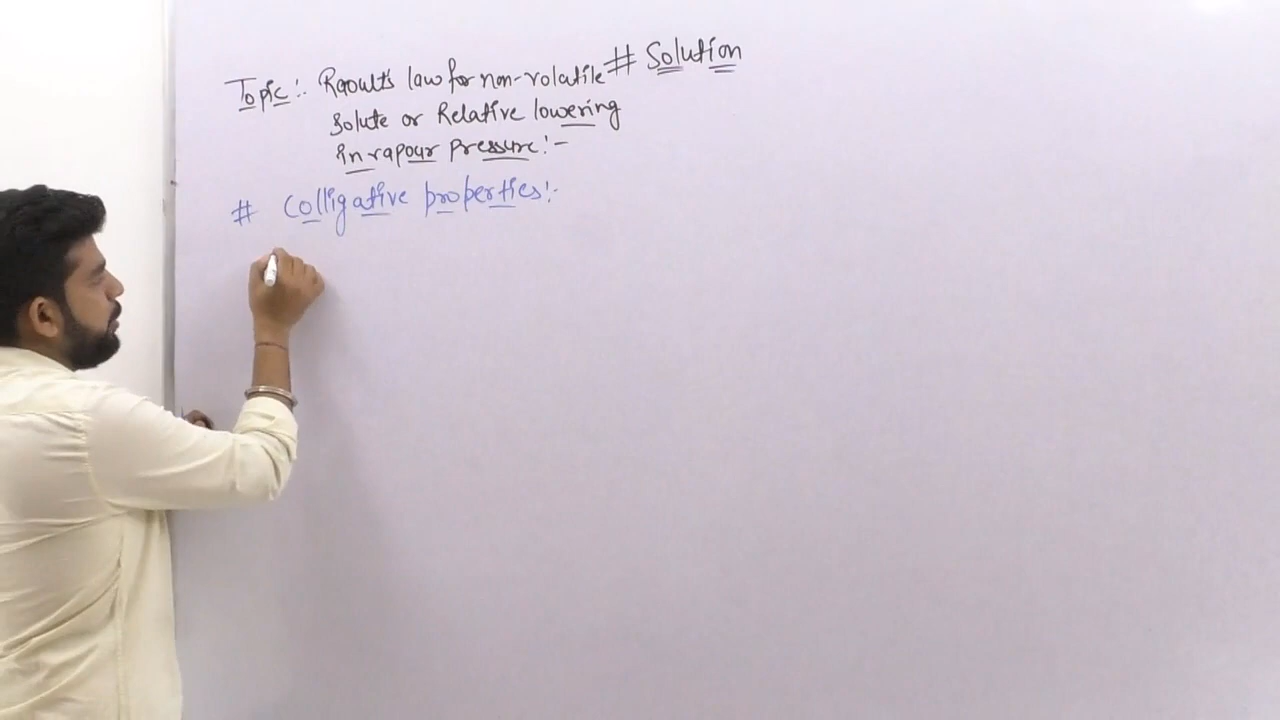 # Solution
Topic:- Raoult's law for non-volatile
Solute or Relative lowering
In vapour pressure:-
# Colligative properties:-